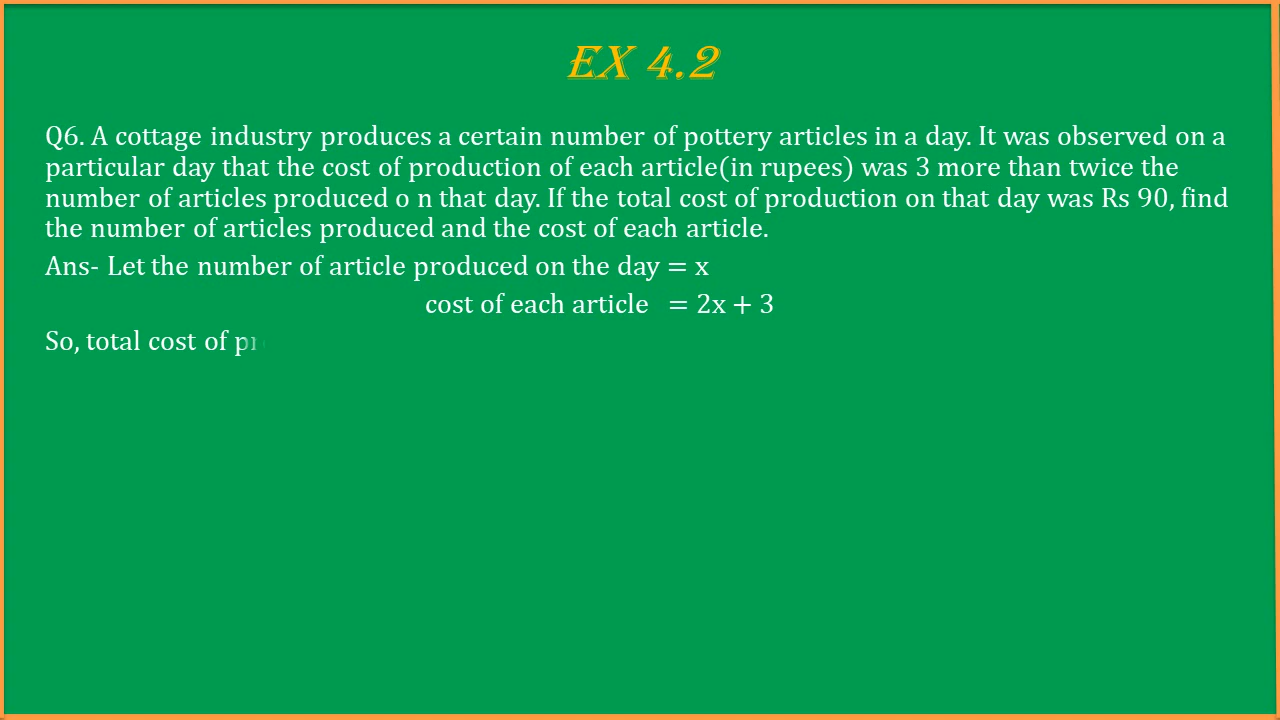 EX 4.2
Q6. A cottage industry produces a certain number of pottery articles in a day. It was observed on a
particular day that the cost of production of each article(in rupees) was 3 more than twice the
number of articles produced o n that day. If the total cost of production on that day was Rs 90, find
the number of articles produced and the cost of each article.
Ans- Let the number of article produced on the day = x
cost of each article = 2x + 3
So, total cost of